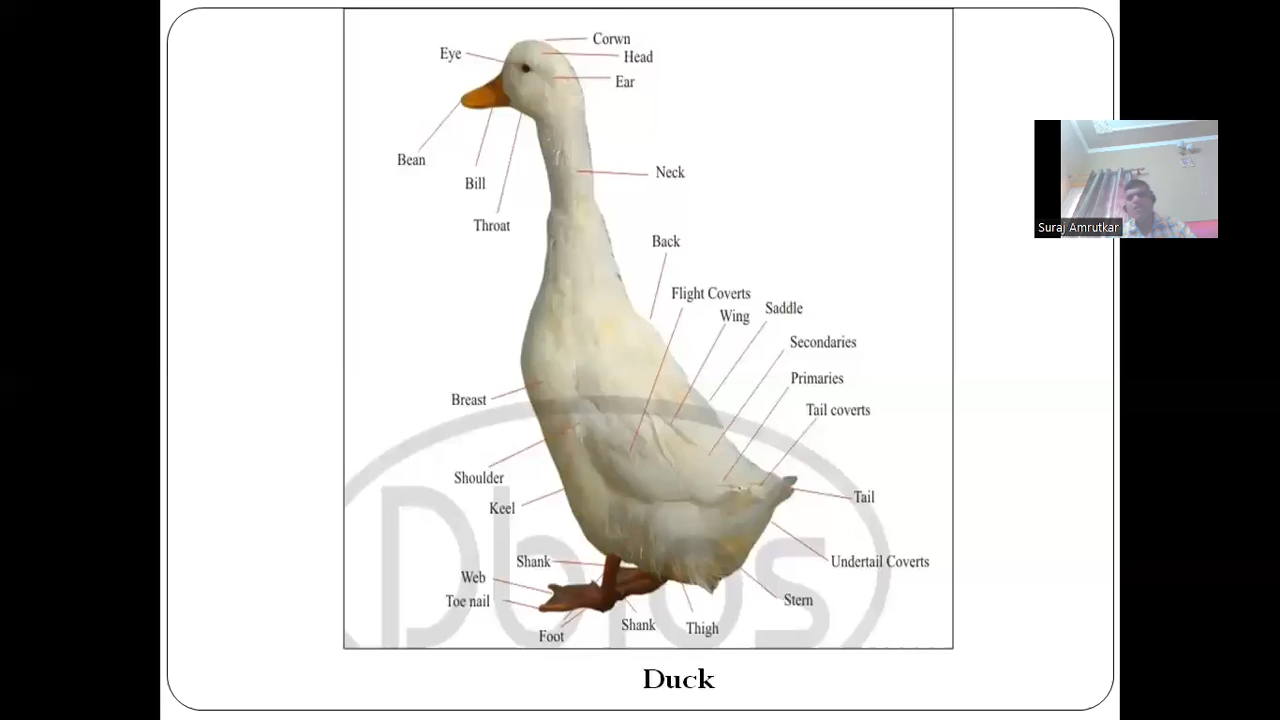 Corwn
Eye
Head
Ear
Bean
Bill
Neck
Throat
Back
Flight Coverts
Saddle
Wing
Secondaries
Primaries
Breast
Tail coverts
Shoulder
Tail
Keel
Shank
Undertail Coverts
Web
Toe nail
Stern
Shank
Thigh
Foot
Duck
Suraj Amrutkar